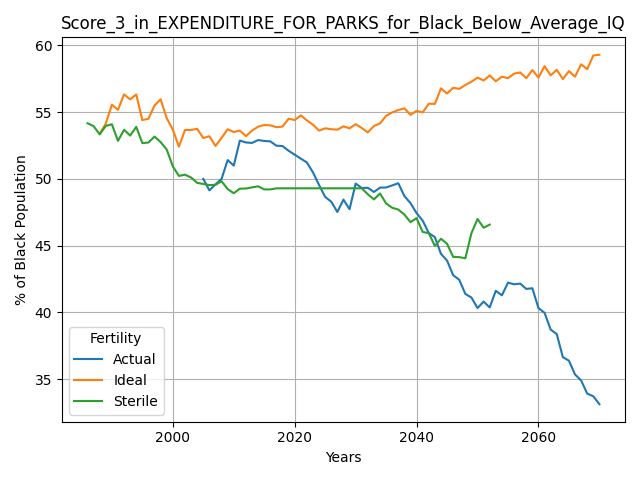 Score_3_in_EXPENDITURE_FOR_PARKS_for_Black_Below_Average_IQ
60
55
50
45
40
35
% of Black Population
Fertility
Actual
Ideal
Sterile
2000
2020
2040
2060
Years